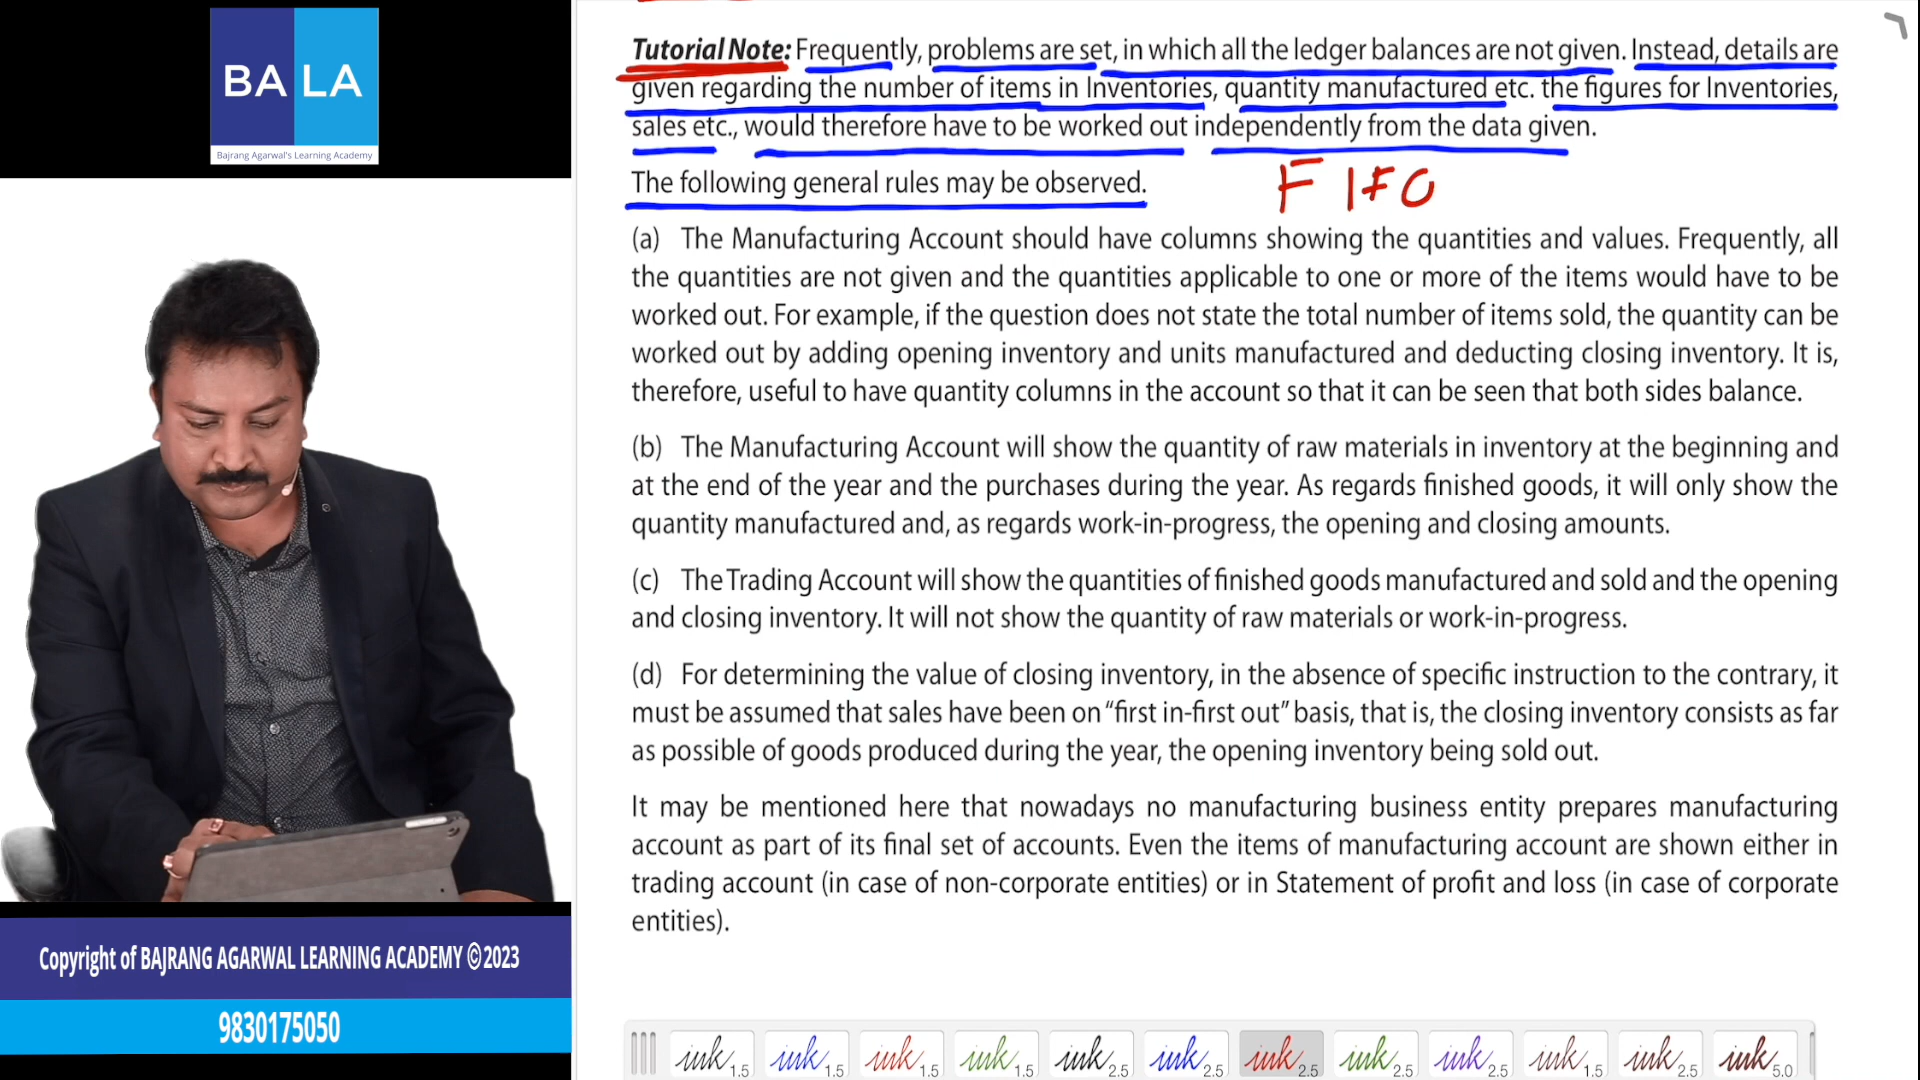 BA LA
Bajrang Agarwal's Learning Academy
Tutorial Note: Frequently, problems are set, in which all the ledger balances are not given. Instead, details are
given regarding the number of items in Inventories, quantity manufactured etc. the figures for Inventories,
sales etc., would therefore have to be worked out independently from the data given.
The following general rules may be observed.
FIFO
(a) The Manufacturing Account should have columns showing the quantities and values. Frequently, all
the quantities are not given and the quantities applicable to one or more of the items would have to be
worked out. For example, if the question does not state the total number of items sold, the quantity can be
worked out by adding opening inventory and units manufactured and deducting closing inventory. It is,
therefore, useful to have quantity columns in the account so that it can be seen that both sides balance.
(b) The Manufacturing Account will show the quantity of raw materials in inventory at the beginning and
at the end of the year and the purchases during the year. As regards finished goods, it will only show the
quantity manufactured and, as regards work-in-progress, the opening and closing amounts.
(c) The Trading Account will show the quantities of finished goods manufactured and sold and the opening
and closing inventory. It will not show the quantity of raw materials or work-in-progress.
(d) For determining the value of closing inventory, in the absence of specific instruction to the contrary, it
must be assumed that sales have been on “first in-first out” basis, that is, the closing inventory consists as far
as possible of goods produced during the year, the opening inventory being sold out.
It may be mentioned here that nowadays no manufacturing business entity prepares manufacturing
account as part of its final set of accounts. Even the items of manufacturing account are shown either in
trading account (in case of non-corporate entities) or in Statement of profit and loss (in case of corporate
entities).
Copyright of BAJRANG AGARWAL LEARNING ACADEMY ©2023
9830175050
ink 1.5 ink 1.5 ink 1.5 ink 1.5 ink 2.5 ink 2.5 ink 2.5 ink 2.5 ink 2.5 ink 1.5 ink 2.5 ink 5.0